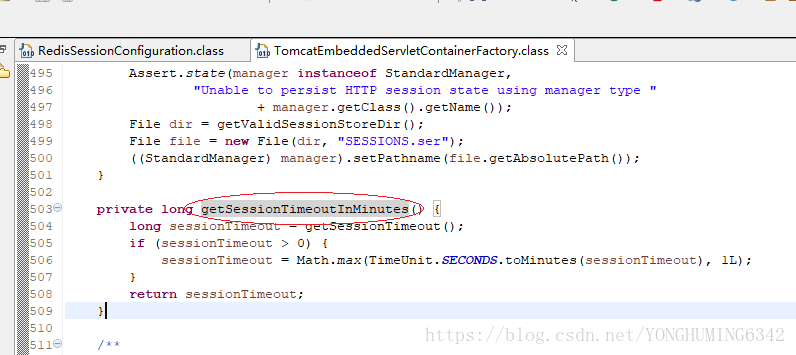 RedisSessionConfiguration.class TomcatEmbeddedServletContainerFactory.class
495 Assert.state(manager instanceof StandardManager,
496 "Unable to persist HTTP session state using manager type "
497 + manager.getClass().getName());
498 File dir = getValidSessionStoreDir();
499 File file = new File(dir, "SESSIONS.ser");
500 ((StandardManager) manager).setPathname(file.getAbsolutePath());
501 }
502
503 private long getSessionTimeoutInMinutes() {
504 long sessionTimeout = getSessionTimeout();
505 if (sessionTimeout > 0) {
506 sessionTimeout = Math.max(TimeUnit.SECONDS.toMinutes(sessionTimeout), 1L);
507 }
508 return sessionTimeout;
509 }
510
511 /**
https://blog.csdn.net/YONGHUMING6342